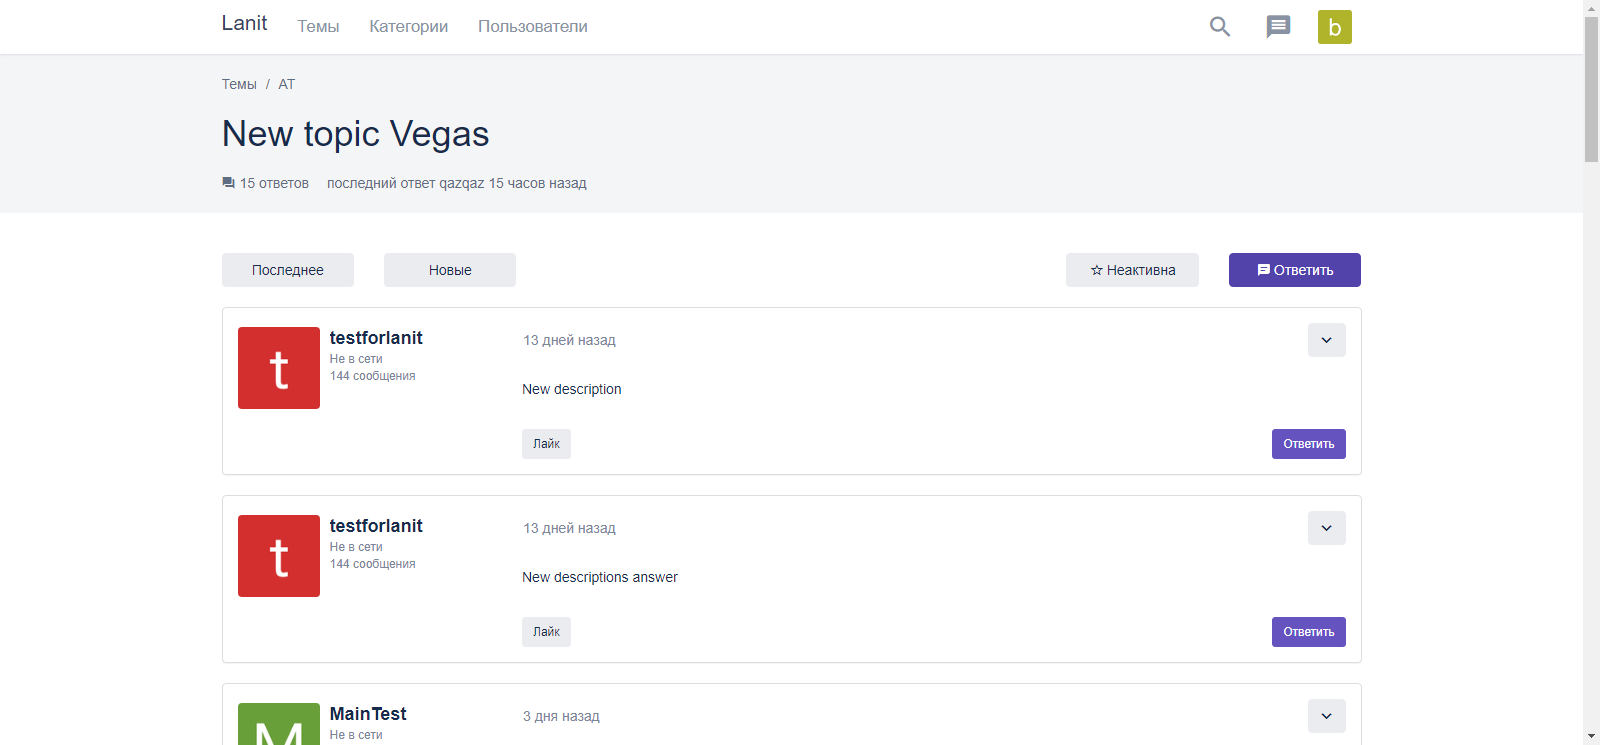 Lanit Темы Категории Пользователи b
Темы / AT
New topic Vegas
15 ответов последний ответ qazqaz 15 часов назад
Последнее Новые Неактивна Ответить
t
testforlanit
Не в сети
144 сообщения
13 дней назад
New description
Лайк Ответить
t
testforlanit
Не в сети
144 сообщения
13 дней назад
New descriptions answer
Лайк Ответить
M
MainTest
Не в сети
3 дня назад